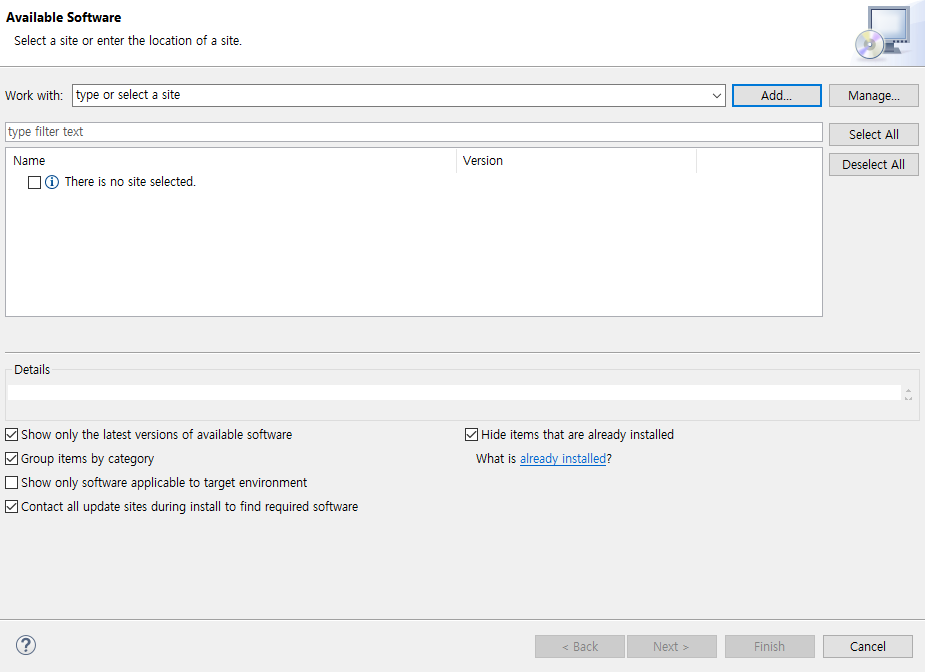 Available Software
Select a site or enter the location of a site.
Work with: type or select a site Add... Manage...
type filter text Select All
Name Version Deselect All
There is no site selected.
Details
Show only the latest versions of available software Hide items that are already installed
Group items by category What is already installed?
Show only software applicable to target environment
Contact all update sites during install to find required software
? < Back Next > Finish Cancel